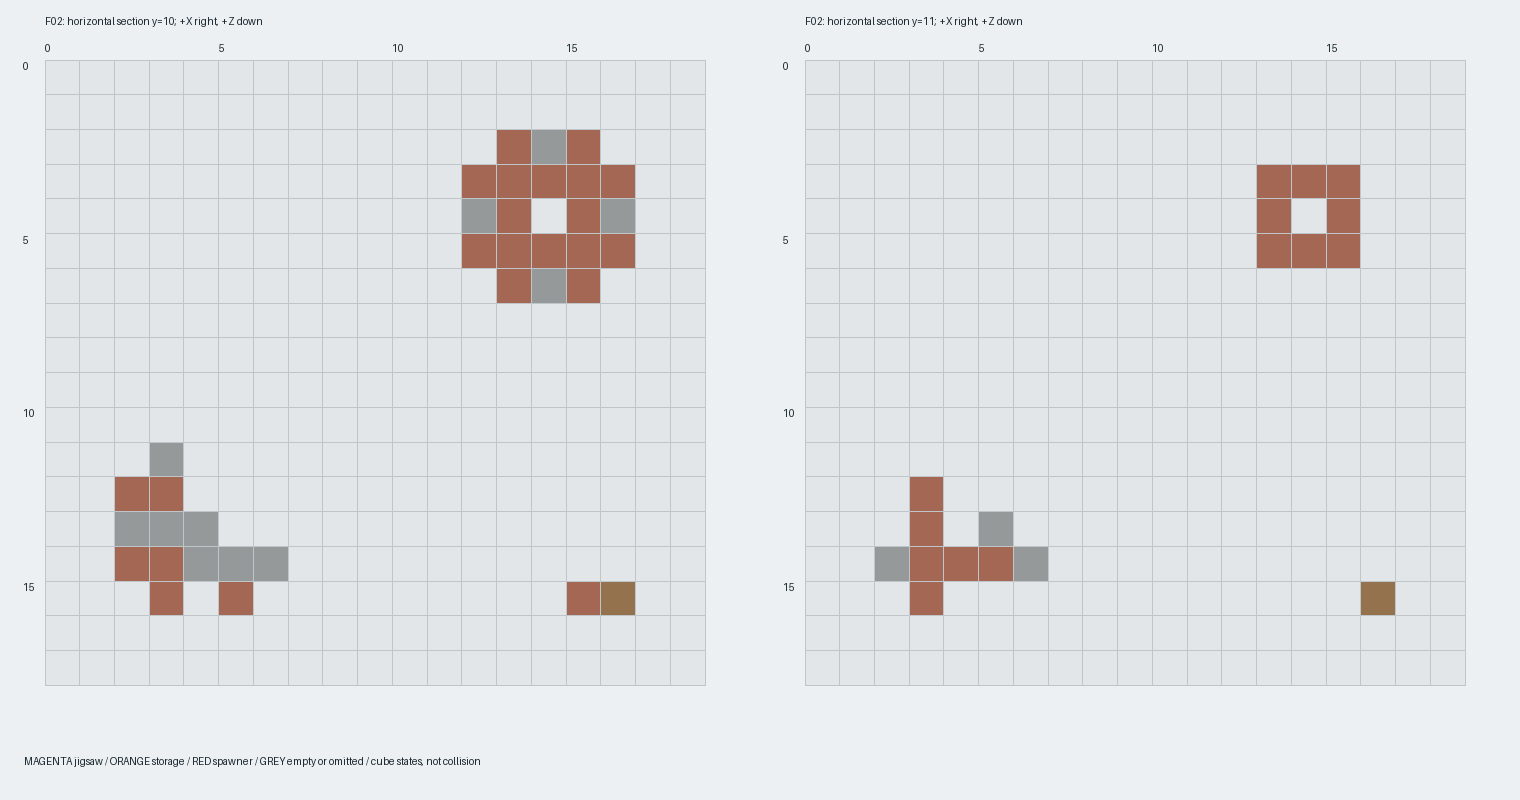 F02: horizontal section y=10; +X right, +Z down
F02: horizontal section y=11; +X right, +Z down
0 5 10 15
0 5 10 15
0
0
5
5
10
10
15
15
MAGENTA jigsaw / ORANGE storage / RED spawner / GREY empty or omitted / cube states, not collision